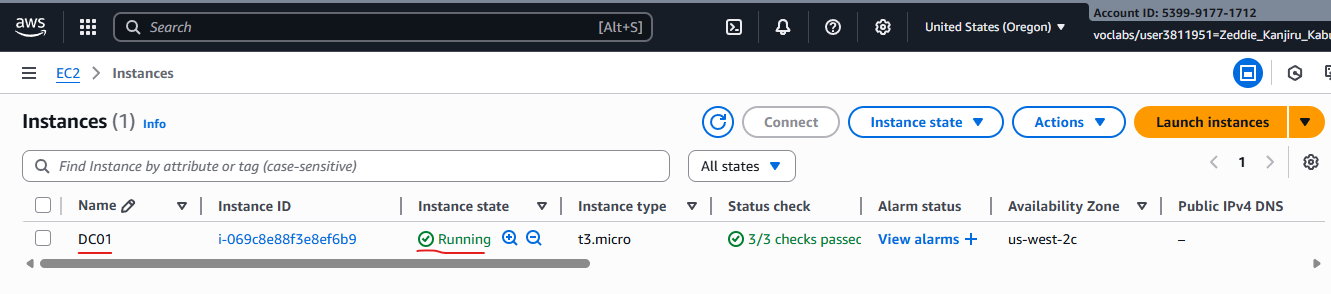 Account ID: 5399-9177-1712
aws Search [Alt+S] United States (Oregon)
voclabs/user3811951=Zeddie_Kanjiru_Kabu
EC2 Instances
Instances (1) Info Connect Instance state Actions Launch instances
Find Instance by attribute or tag (case-sensitive) All states 1
Name Instance ID Instance state Instance type Status check Alarm status Availability Zone Public IPv4 DNS
DC01 i-069c8e88f3e8ef6b9 Running t3.micro 3/3 checks passed View alarms + us-west-2c –